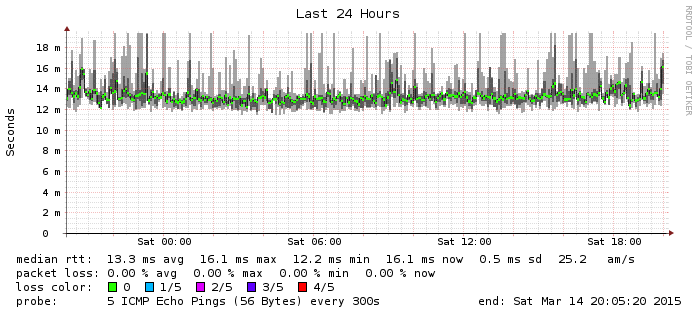 Last 24 Hours
RRDTOOL / TOBI OETIKER
Seconds
18 m
16 m
14 m
12 m
10 m
8 m
6 m
4 m
2 m
0
Sat 00:00 Sat 06:00 Sat 12:00 Sat 18:00
median rtt: 13.3 ms avg 16.1 ms max 12.2 ms min 16.1 ms now 0.5 ms sd 25.2 am/s
packet loss: 0.00 % avg 0.00 % max 0.00 % min 0.00 % now
loss color: 0 1/5 2/5 3/5 4/5
probe: 5 ICMP Echo Pings (56 Bytes) every 300s end: Sat Mar 14 20:05:20 2015